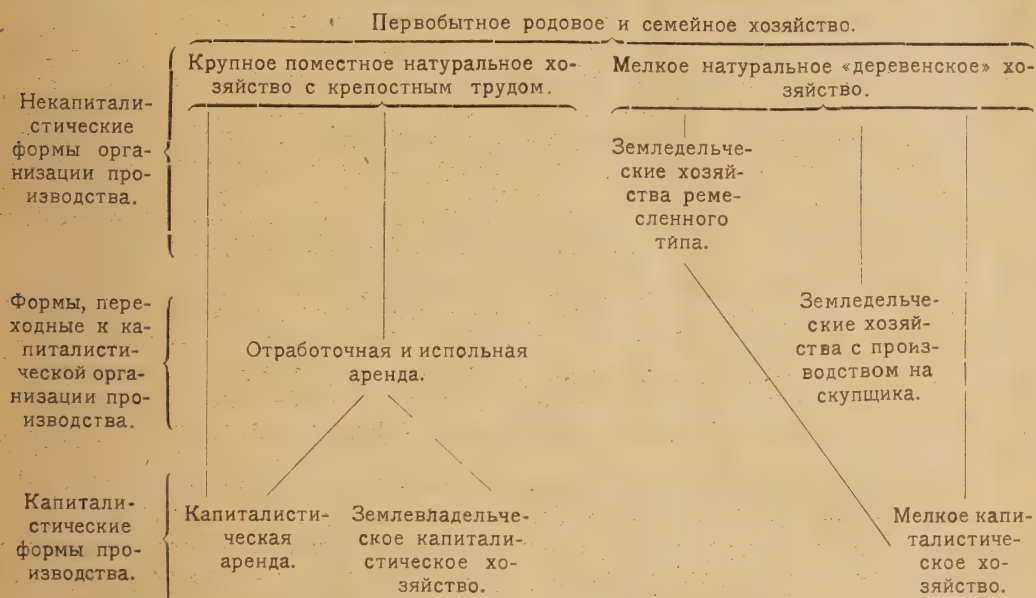 Первобытное родовое и семейное хозяйство.
Крупное поместное натуральное хо-
зяйство с крепостным трудом.
Мелкое натуральное «деревенское» хо-
зяйство.
Некапитали-
стические
формы орга-
низации про-
изводства.
Земледельче-
ские хозяй-
ства реме-
сленного
типа.
Формы, пере-
ходные к ка-
питалисти-
ческой орга-
низации про-
изводства.
Отработочная и испольная
аренда.
Земледельче-
ские хозяй-
ства с произ-
водством на
скупщика.
Капитали-
стические
формы про-
изводства.
Капиталисти-
ческая
аренда.
Землевладельче-
ское капитали-
стическое хо-
зяйство.
Мелкое капи-
талистиче-
ское хо-
зяйство.